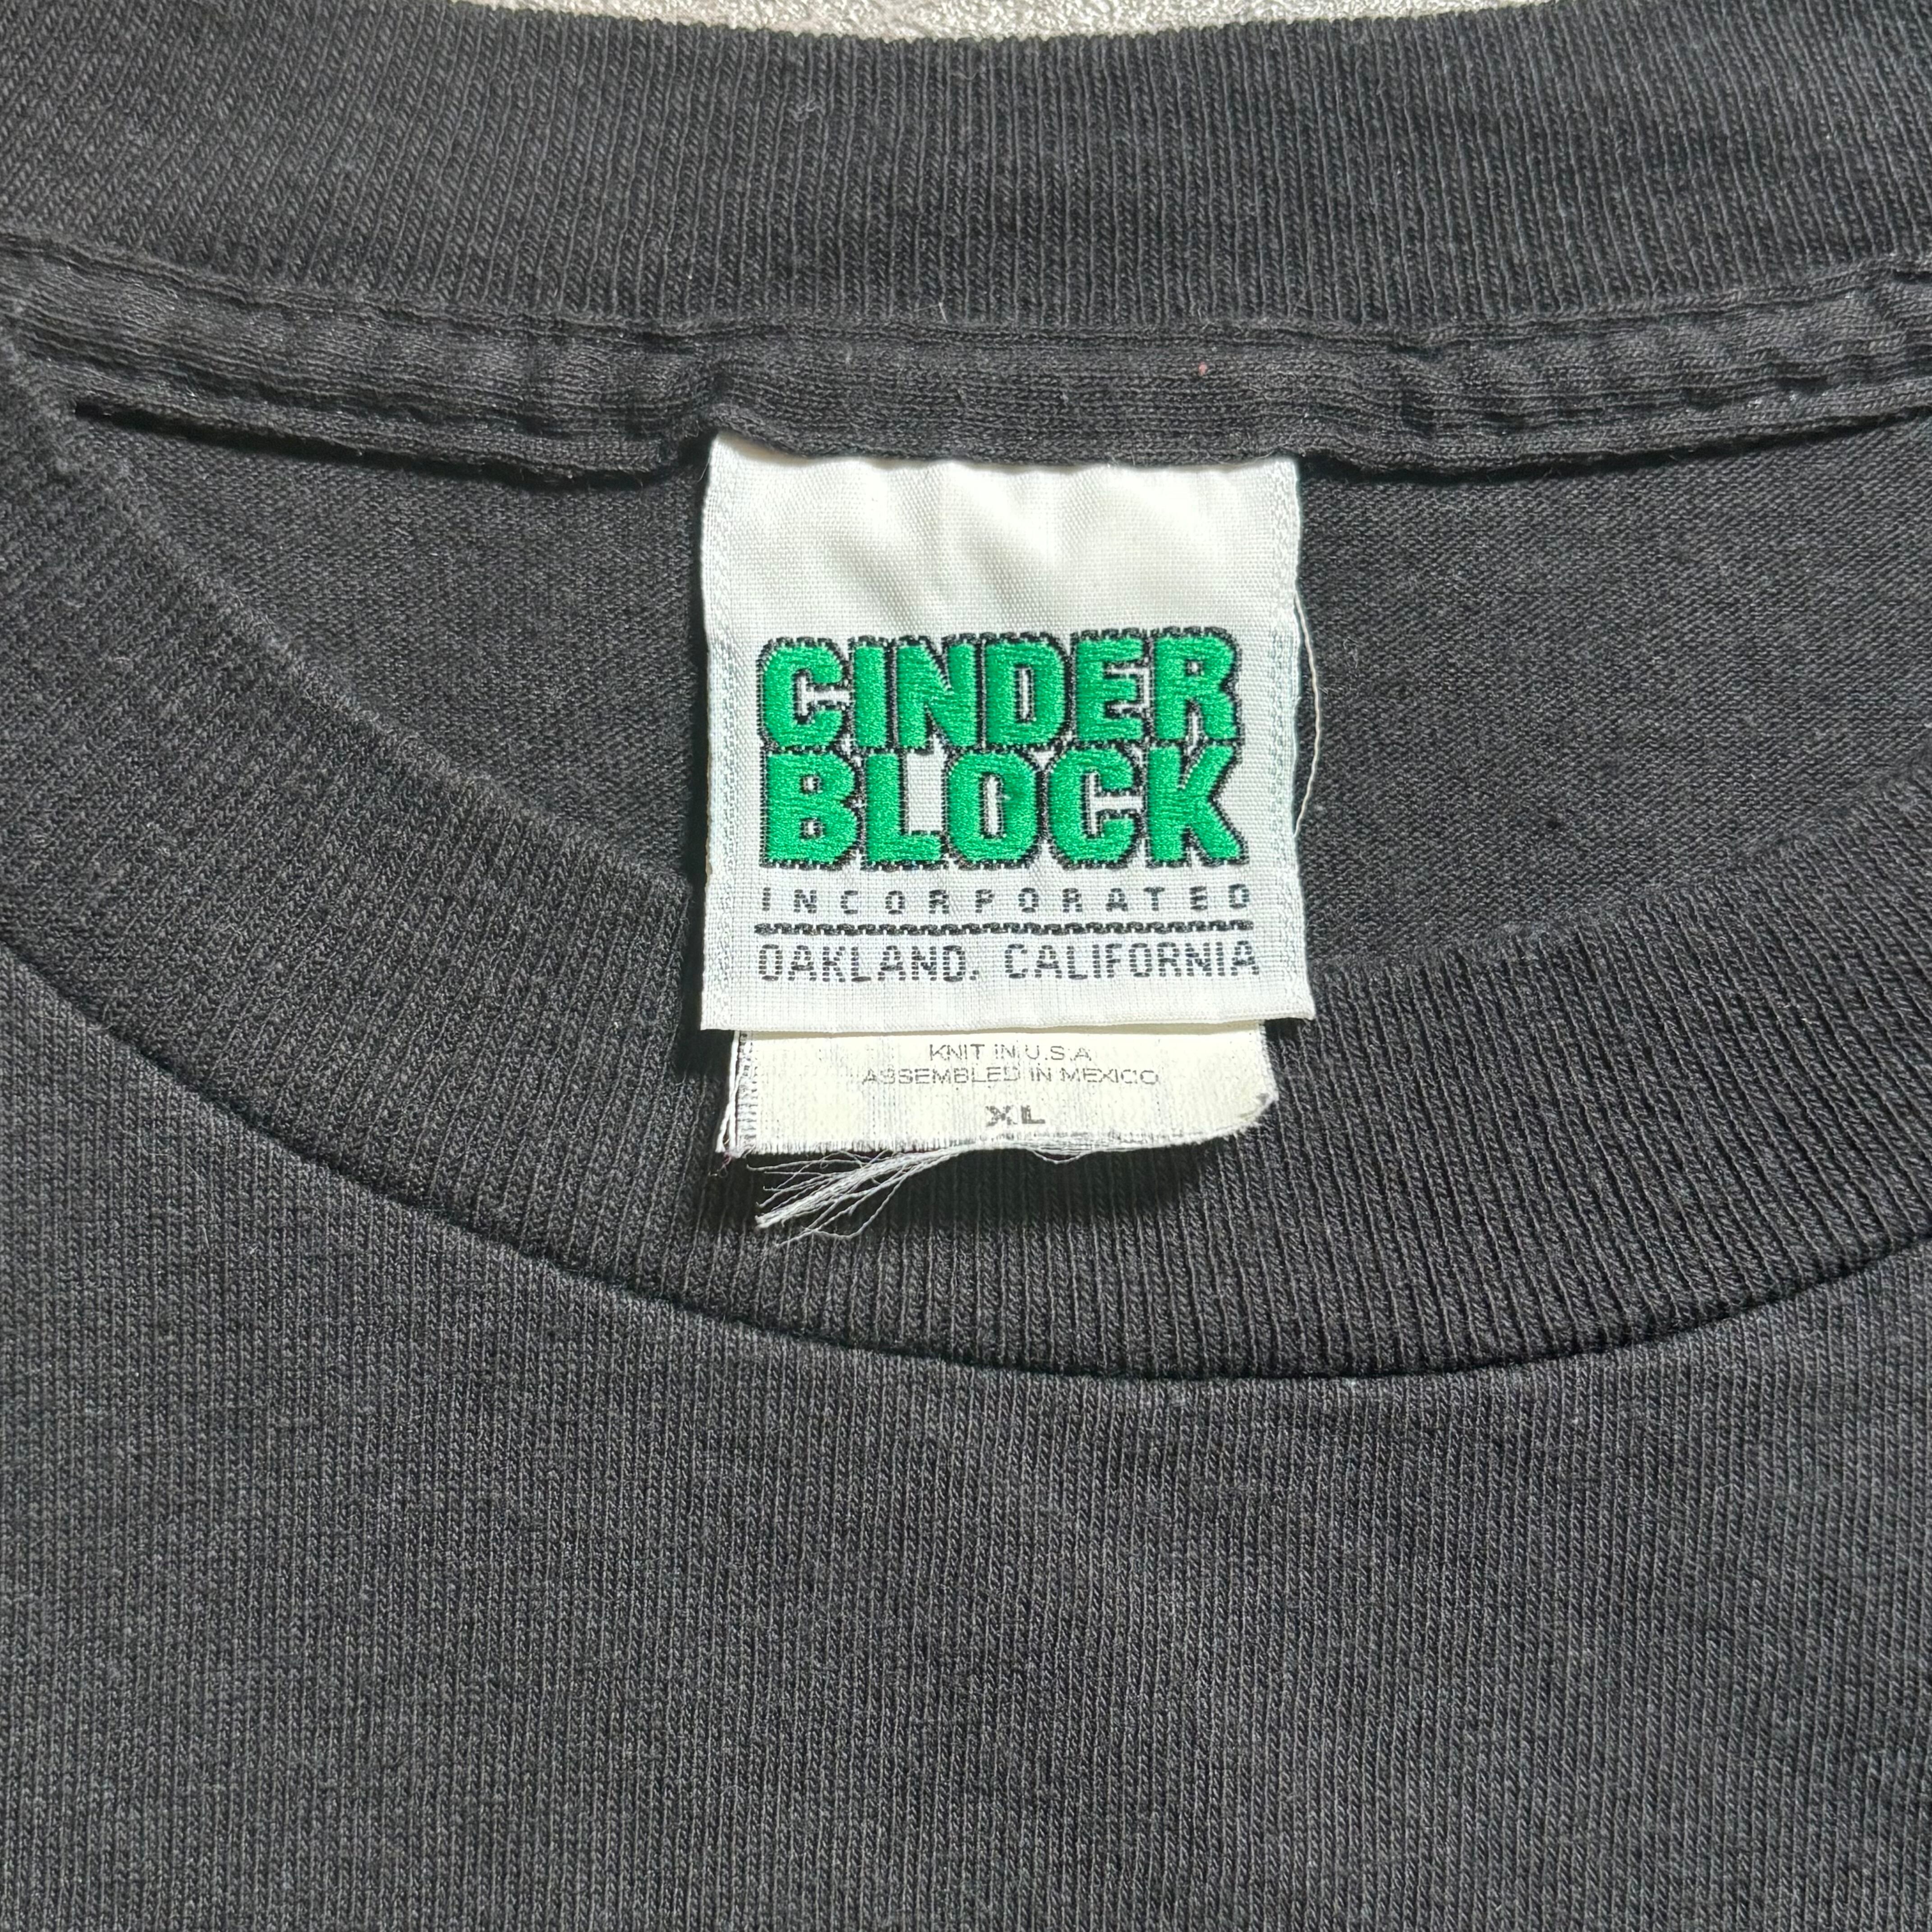 CINDER
BLOCK
INCORPORATED
OAKLAND, CALIFORNIA
KNIT IN U.S.A
ASSEMBLED IN MEXICO
XL